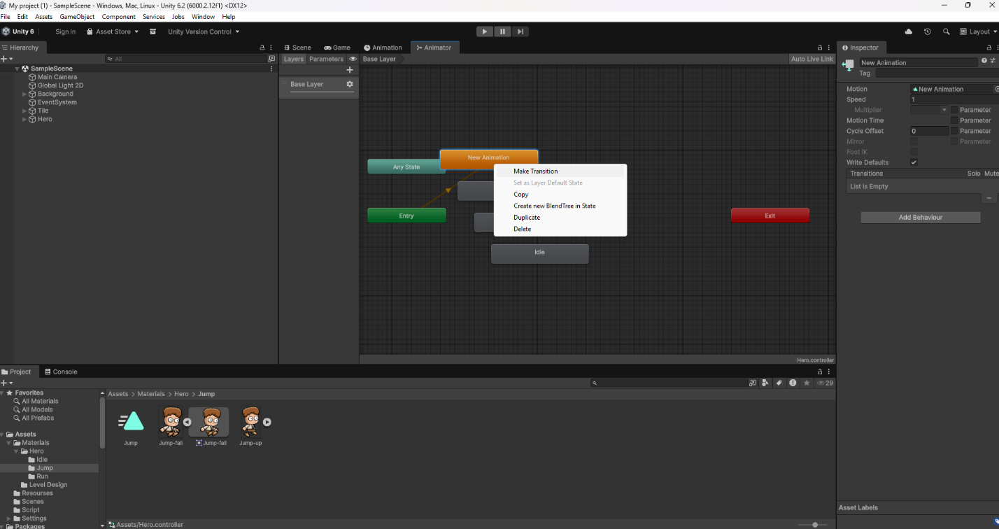 My project (1) - SampleScene - Windows, Mac, Linux - Unity 6.2 (6000.2.12f1) <DX12>
File Edit Assets GameObject Component Services Jobs Window Help
Unity 6 Sign in Asset Store Unity Version Control Layout
Hierarchy
All
SampleScene
Main Camera
Global Light 2D
Background
EventSystem
Tile
Hero
Scene Game Animation Animator
Layers Parameters Base Layer Auto Live Link
Base Layer
New Animation
Any State
Entry
Idle
Exit
Make Transition
Set as Layer Default State
Copy
Create new BlendTree in State
Duplicate
Delete
Hero.controller
Inspector
New Animation
Tag
Motion New Animation
Speed 1
Multiplier Parameter
Motion Time Parameter
Cycle Offset 0 Parameter
Mirror Parameter
Foot IK
Write Defaults
Transitions Solo Mute
List is Empty
Add Behaviour
Asset Labels
Project Console
29
Favorites
All Materials
All Models
All Prefabs
Assets
Materials
Hero
Idle
Jump
Run
Level Design
Resourses
Scenes
Script
Settings
Packages
Assets > Materials > Hero > Jump
Jump Jump-fall Jump-fall Jump-up
Assets/Hero.controller